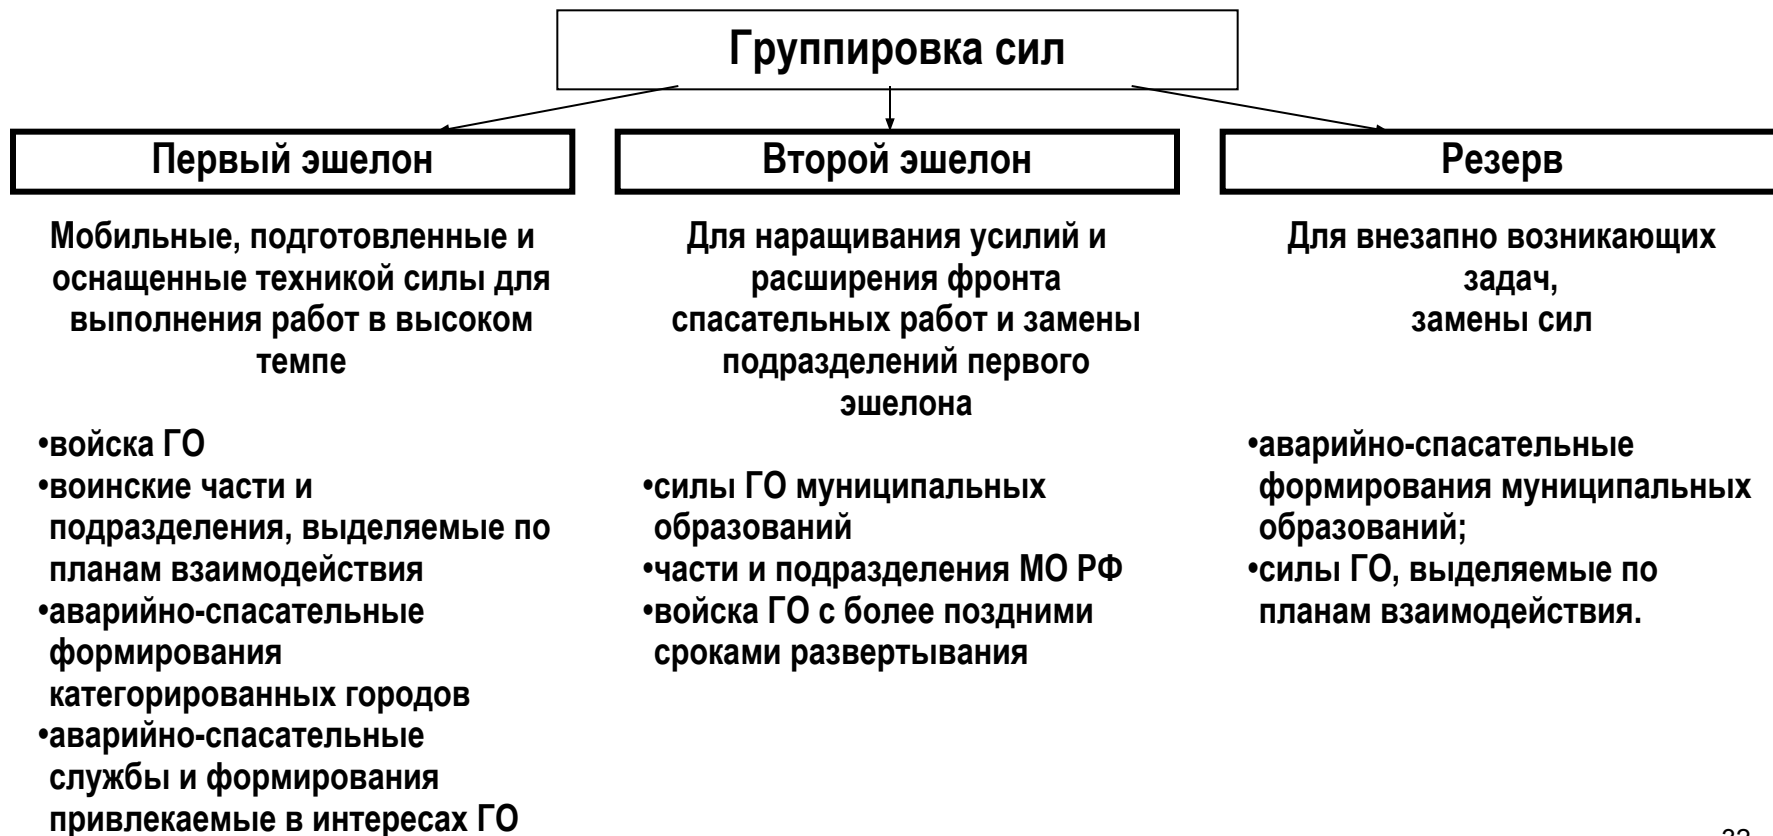 Группировка сил
Первый эшелон
Мобильные, подготовленные и
оснащенные техникой силы для
выполнения работ в высоком
темпе
•войска ГО
•воинские части и
подразделения, выделяемые по
планам взаимодействия
•аварийно-спасательные
формирования
категорированных городов
•аварийно-спасательные
службы и формирования
привлекаемые в интересах ГО
Второй эшелон
Для наращивания усилий и
расширения фронта
спасательных работ и замены
подразделений первого
эшелона
•силы ГО муниципальных
образований
•части и подразделения МО РФ
•войска ГО с более поздними
сроками развертывания
Резерв
Для внезапно возникающих
задач,
замены сил
•аварийно-спасательные
формирования муниципальных
образований;
•силы ГО, выделяемые по
планам взаимодействия.